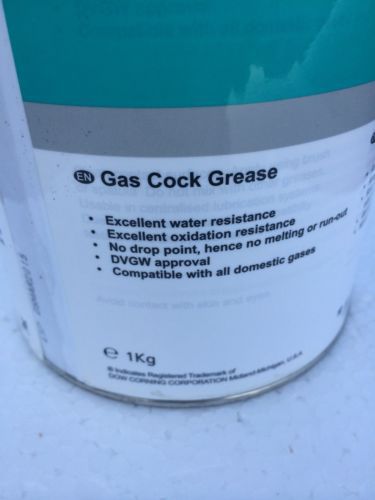 EN Gas Cock Grease
• Excellent water resistance
• Excellent oxidation resistance
• No drop point, hence no melting or run-out
• DVGW approval
• Compatible with all domestic gases
Avoid contact with skin and eyes
℮ 1Kg
® Indicates Registered Trademark of
DOW CORNING CORPORATION Midland-Michigan, U.S.A